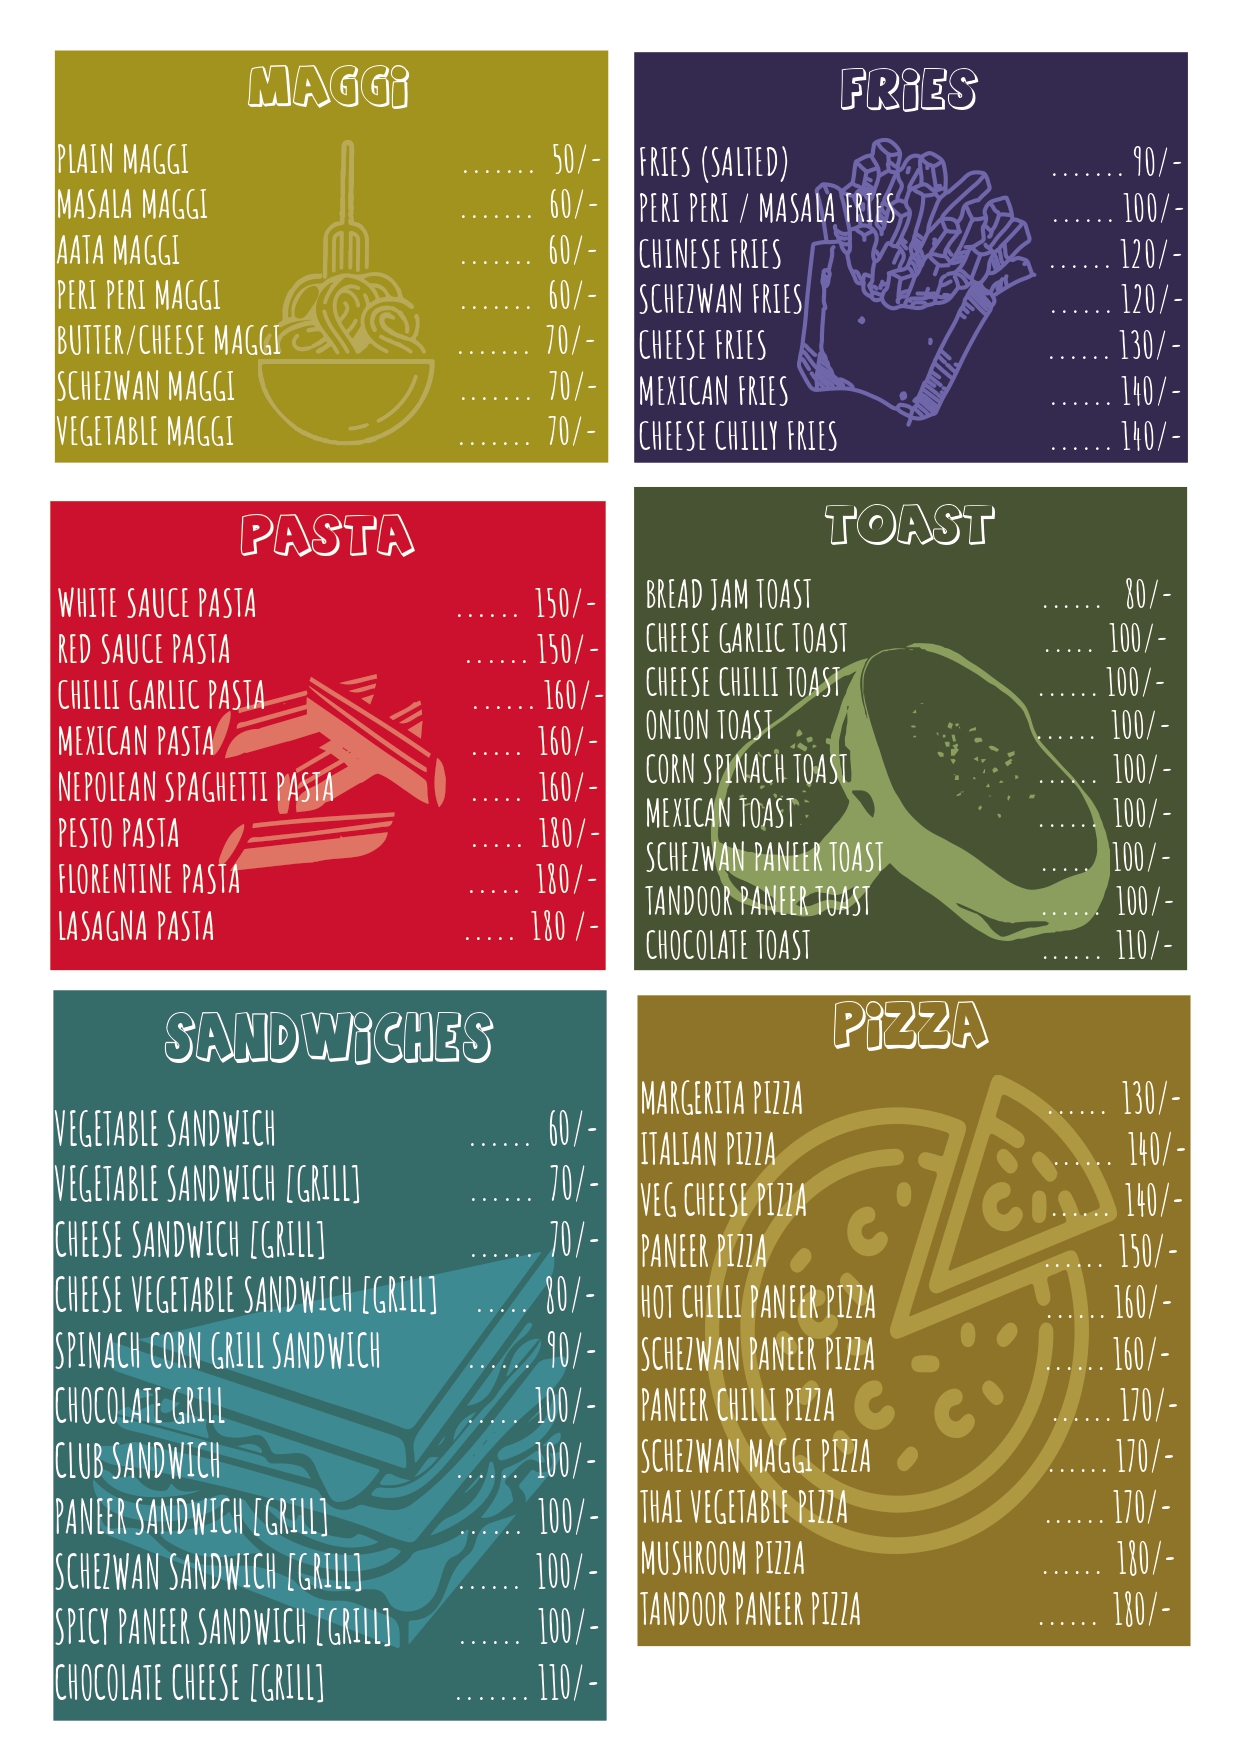 MAGGI
PLAIN MAGGI ....... 50/-
MASALA MAGGI ....... 60/-
AATA MAGGI ....... 60/-
PERI PERI MAGGI ....... 60/-
BUTTER/CHEESE MAGGI ....... 70/-
SCHEZWAN MAGGI ....... 70/-
VEGETABLE MAGGI ....... 70/-
FRIES
FRIES (SALTED) ....... 90/-
PERI PERI / MASALA FRIES ...... 100/-
CHINESE FRIES ...... 120/-
SCHEZWAN FRIES ...... 120/-
CHEESE FRIES ...... 130/-
MEXICAN FRIES ...... 140/-
CHEESE CHILLY FRIES ...... 140/-
PASTA
WHITE SAUCE PASTA ...... 150/-
RED SAUCE PASTA ...... 150/-
CHILLI GARLIC PASTA ...... 160/-
MEXICAN PASTA ..... 160/-
NEPOLEAN SPAGHETTI PASTA ..... 160/-
PESTO PASTA ..... 180/-
FLORENTINE PASTA ..... 180/-
LASAGNA PASTA ..... 180 /-
TOAST
BREAD JAM TOAST ...... 80/-
CHEESE GARLIC TOAST ..... 100/-
CHEESE CHILLI TOAST ...... 100/-
ONION TOAST ...... 100/-
CORN SPINACH TOAST ...... 100/-
MEXICAN TOAST ...... 100/-
SCHEZWAN PANEER TOAST ..... 100/-
TANDOOR PANEER TOAST ...... 100/-
CHOCOLATE TOAST ...... 110/-
SANDWICHES
VEGETABLE SANDWICH ...... 60/-
VEGETABLE SANDWICH [GRILL] ...... 70/-
CHEESE SANDWICH [GRILL] ...... 70/-
CHEESE VEGETABLE SANDWICH [GRILL] ..... 80/-
SPINACH CORN GRILL SANDWICH ...... 90/-
CHOCOLATE GRILL ..... 100/-
CLUB SANDWICH ...... 100/-
PANEER SANDWICH [GRILL] ...... 100/-
SCHEZWAN SANDWICH [GRILL] ...... 100/-
SPICY PANEER SANDWICH [GRILL] ...... 100/-
CHOCOLATE CHEESE [GRILL] ....... 110/-
PIZZA
MARGERITA PIZZA ...... 130/-
ITALIAN PIZZA ...... 140/-
VEG CHEESE PIZZA ...... 140/-
PANEER PIZZA ...... 150/-
HOT CHILLI PANEER PIZZA ...... 160/-
SCHEZWAN PANEER PIZZA ...... 160/-
PANEER CHILLI PIZZA ...... 170/-
SCHEZWAN MAGGI PIZZA ...... 170/-
THAI VEGETABLE PIZZA ...... 170/-
MUSHROOM PIZZA ...... 180/-
TANDOOR PANEER PIZZA ...... 180/-